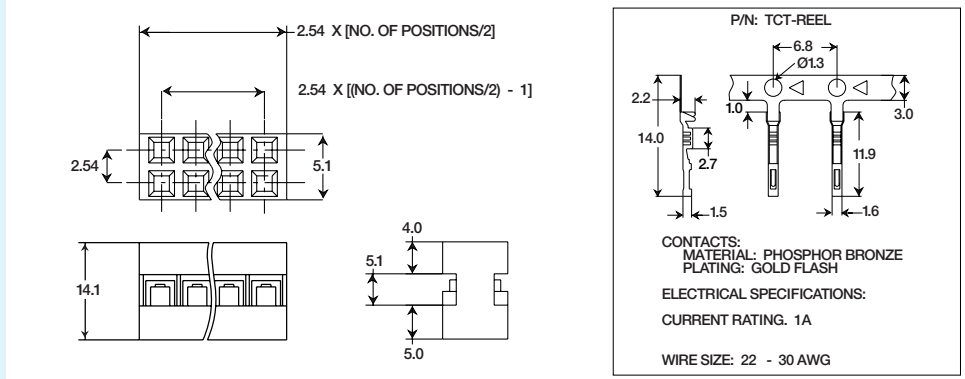 2.54 X [NO. OF POSITIONS/2]
2.54 X [(NO. OF POSITIONS/2) - 1]
2.54
5.1
14.1
4.0
5.1
5.0
P/N: TCT-REEL
6.8
Ø1.3
2.2
1.0
3.0
14.0
2.7
11.9
1.5
1.6
CONTACTS:
MATERIAL: PHOSPHOR BRONZE
PLATING: GOLD FLASH
ELECTRICAL SPECIFICATIONS:
CURRENT RATING. 1A
WIRE SIZE: 22 - 30 AWG